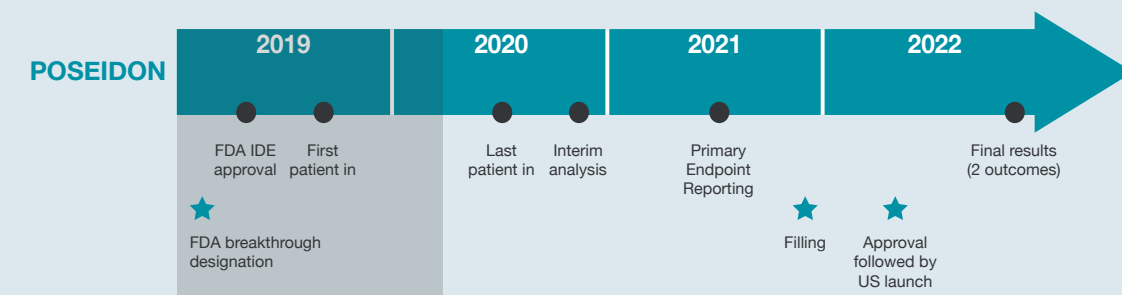 2019
2020
2021
2022
POSEIDON
FDA IDE
approval
First
patient in
Last
patient in
Interim
analysis
Primary
Endpoint
Reporting
Final results
(2 outcomes)
FDA breakthrough
designation
Filling
Approval
followed by
US launch